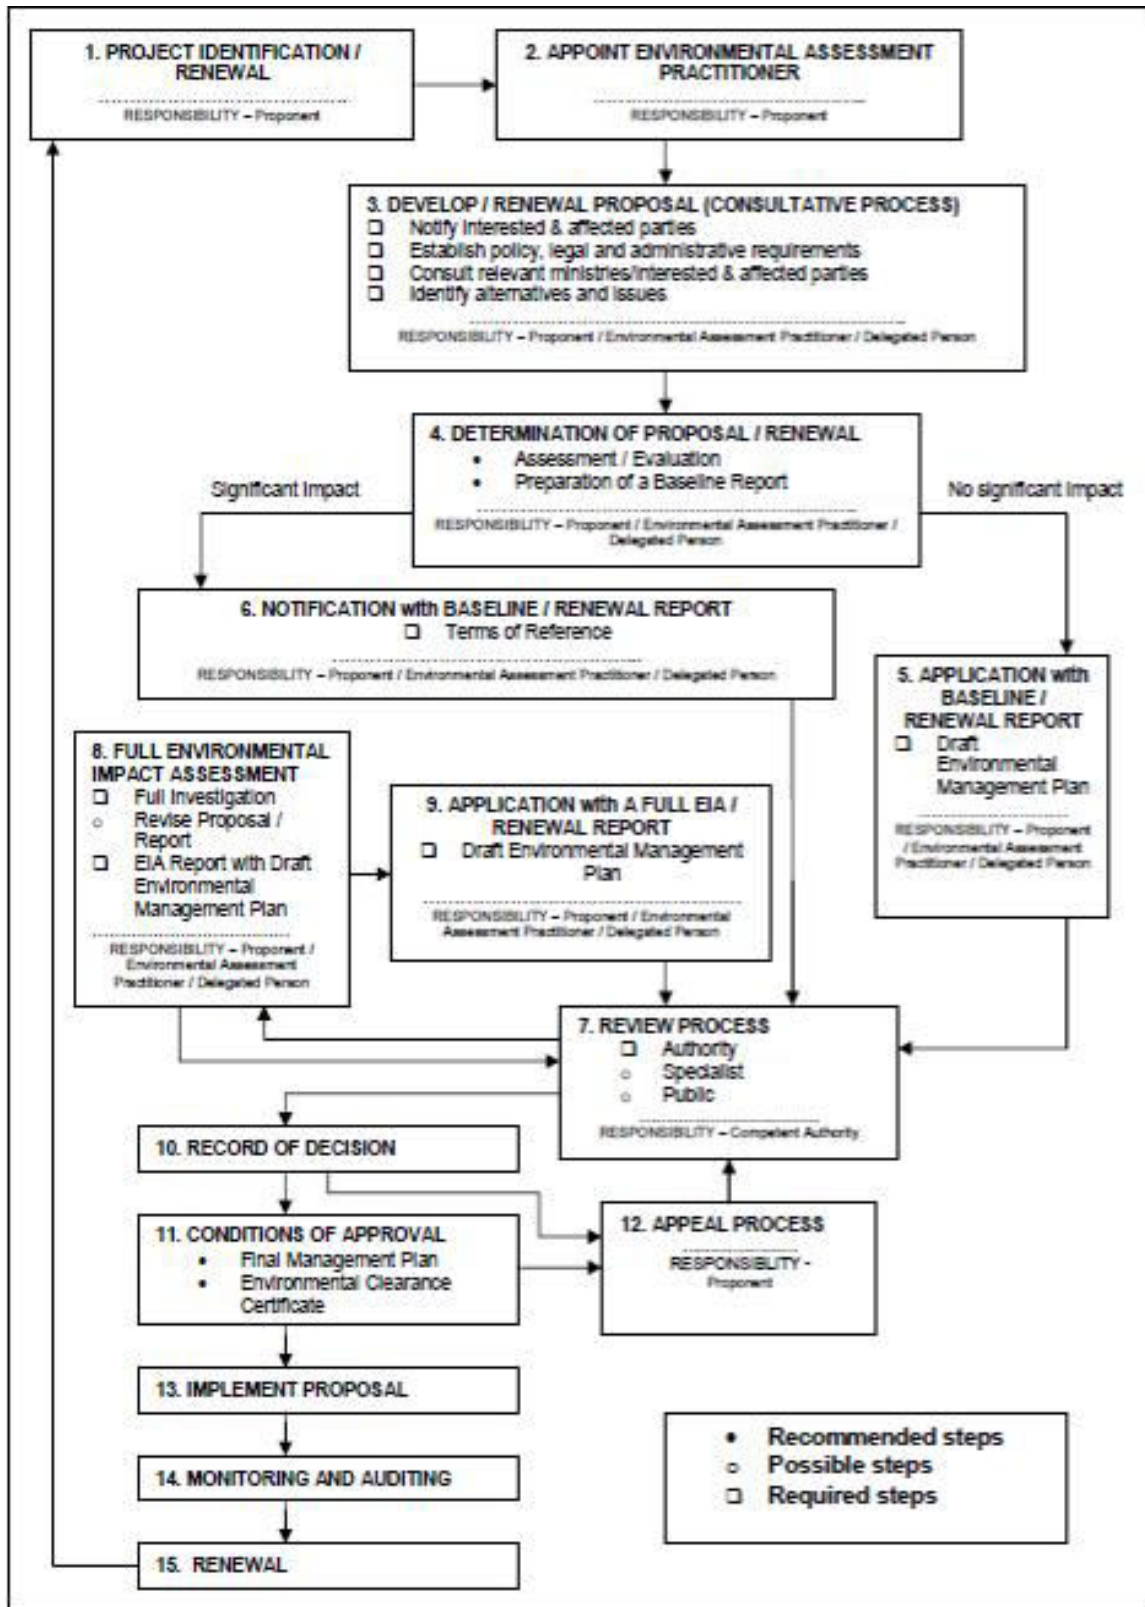 1. PROJECT IDENTIFICATION /
RENEWAL
RESPONSIBILITY – Proponent
2. APPOINT ENVIRONMENTAL ASSESSMENT
PRACTITIONER
RESPONSIBILITY – Proponent
3. DEVELOP / RENEWAL PROPOSAL (CONSULTATIVE PROCESS)
❑ Notify interested & affected parties
❑ Establish policy, legal and administrative requirements
❑ Consult relevant ministries/interested & affected parties
❑ Identify alternatives and issues
RESPONSIBILITY – Proponent / Environmental Assessment Practitioner / Delegated Person
4. DETERMINATION OF PROPOSAL / RENEWAL
• Assessment / Evaluation
• Preparation of a Baseline Report
RESPONSIBILITY – Proponent / Environmental Assessment Practitioner /
Delegated Person
Significant Impact
No significant impact
6. NOTIFICATION with BASELINE / RENEWAL REPORT
❑ Terms of Reference
RESPONSIBILITY – Proponent / Environmental Assessment Practitioner / Delegated Person
5. APPLICATION with
BASELINE /
RENEWAL REPORT
❑ Draft
Environmental
Management Plan
RESPONSIBILITY – Proponent
/ Environmental Assessment
Practitioner / Delegated Person
8. FULL ENVIRONMENTAL
IMPACT ASSESSMENT
❑ Full Investigation
o Revise Proposal /
Report
❑ EIA Report with Draft
Environmental
Management Plan
RESPONSIBILITY – Proponent /
Environmental Assessment
Practitioner / Delegated Person
9. APPLICATION with A FULL EIA /
RENEWAL REPORT
❑ Draft Environmental Management
Plan
RESPONSIBILITY – Proponent / Environmental
Assessment Practitioner / Delegated Person
7. REVIEW PROCESS
❑ Authority
o Specialist
o Public
RESPONSIBILITY – Competent Authority
10. RECORD OF DECISION
11. CONDITIONS OF APPROVAL
• Final Management Plan
• Environmental Clearance
Certificate
12. APPEAL PROCESS
RESPONSIBLITY -
Proponent
13. IMPLEMENT PROPOSAL
14. MONITORING AND AUDITING
15. RENEWAL
• Recommended steps
o Possible steps
❑ Required steps